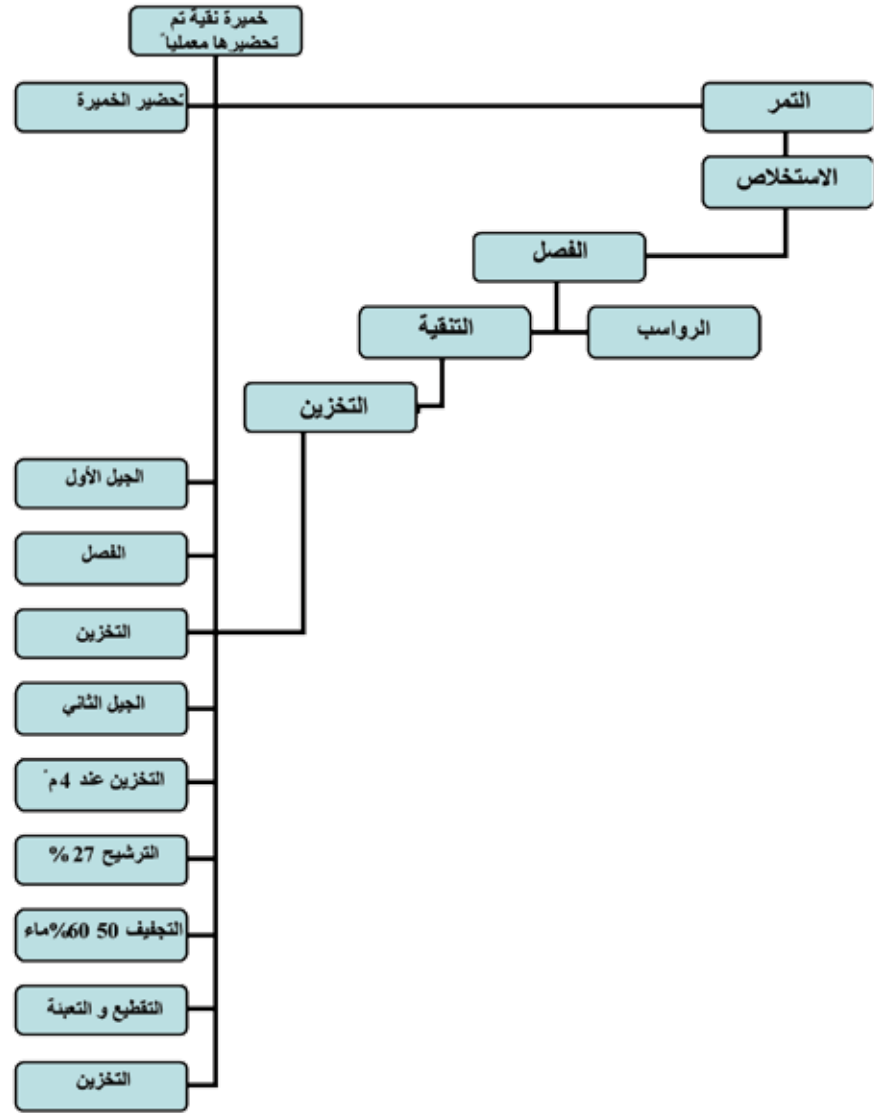 خميرة نقية تم
تحضيرها معملياً
تحضير الخميرة
التمر
الاستخلاص
الفصل
التنقية
الرواسب
التخزين
الجيل الأول
الفصل
التخزين
الجيل الثاني
التخزين عند 4 مْ
الترشيح 27 %
التجفيف 50 60%ماء
التقطيع و التعبئة
التخزين